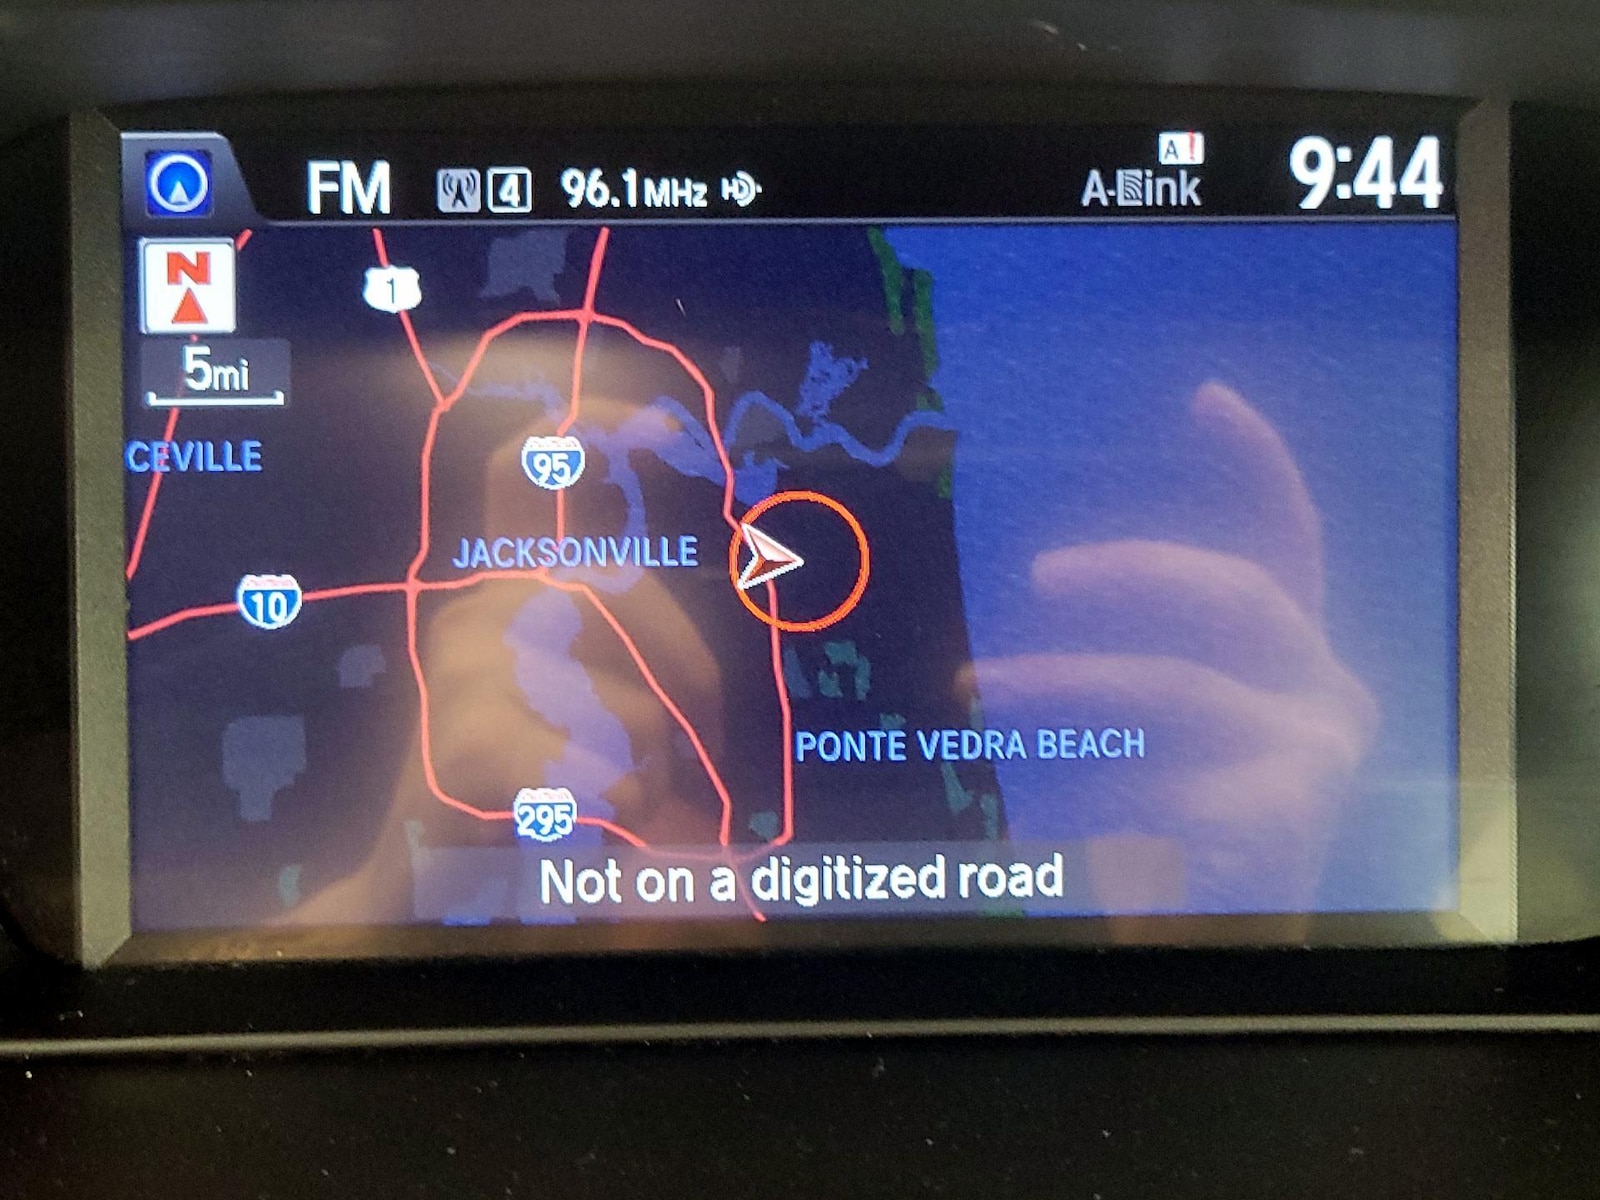 FM 4 96.1MHz HD A-Link A! 9:44
N
1
5mi
CEVILLE
95
JACKSONVILLE
10
PONTE VEDRA BEACH
295
Not on a digitized road